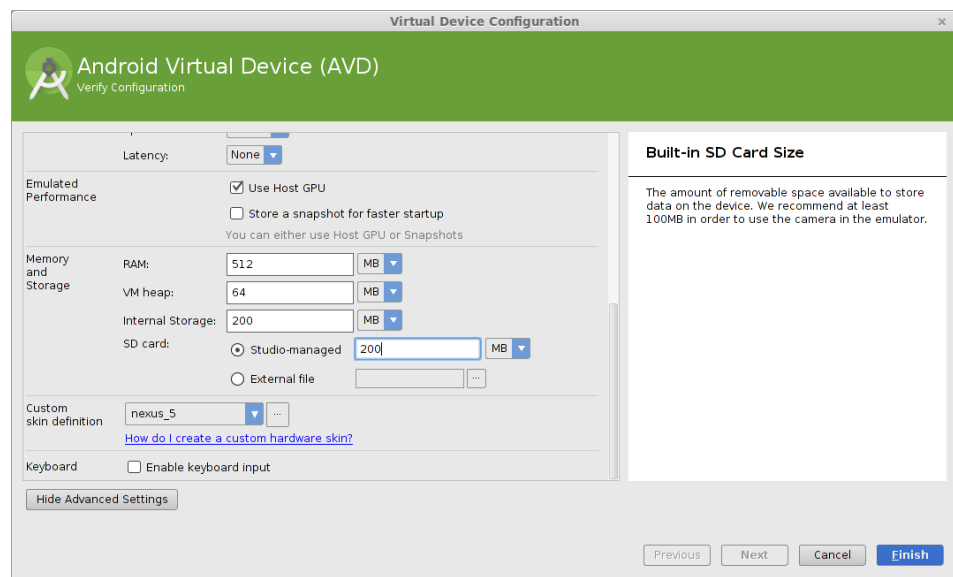 Virtual Device Configuration
Android Virtual Device (AVD)
Verify Configuration
Latency:
None
Emulated
Performance
Use Host GPU
Store a snapshot for faster startup
You can either use Host GPU or Snapshots
Memory
and
Storage
RAM:
512
MB
VM heap:
64
MB
Internal Storage:
200
MB
SD card:
Studio-managed
200
MB
External file
...
Custom
skin definition
nexus_5
...
How do I create a custom hardware skin?
Keyboard
Enable keyboard input
Hide Advanced Settings
Built-in SD Card Size
The amount of removable space available to store
data on the device. We recommend at least
100MB in order to use the camera in the emulator.
Previous
Next
Cancel
Finish